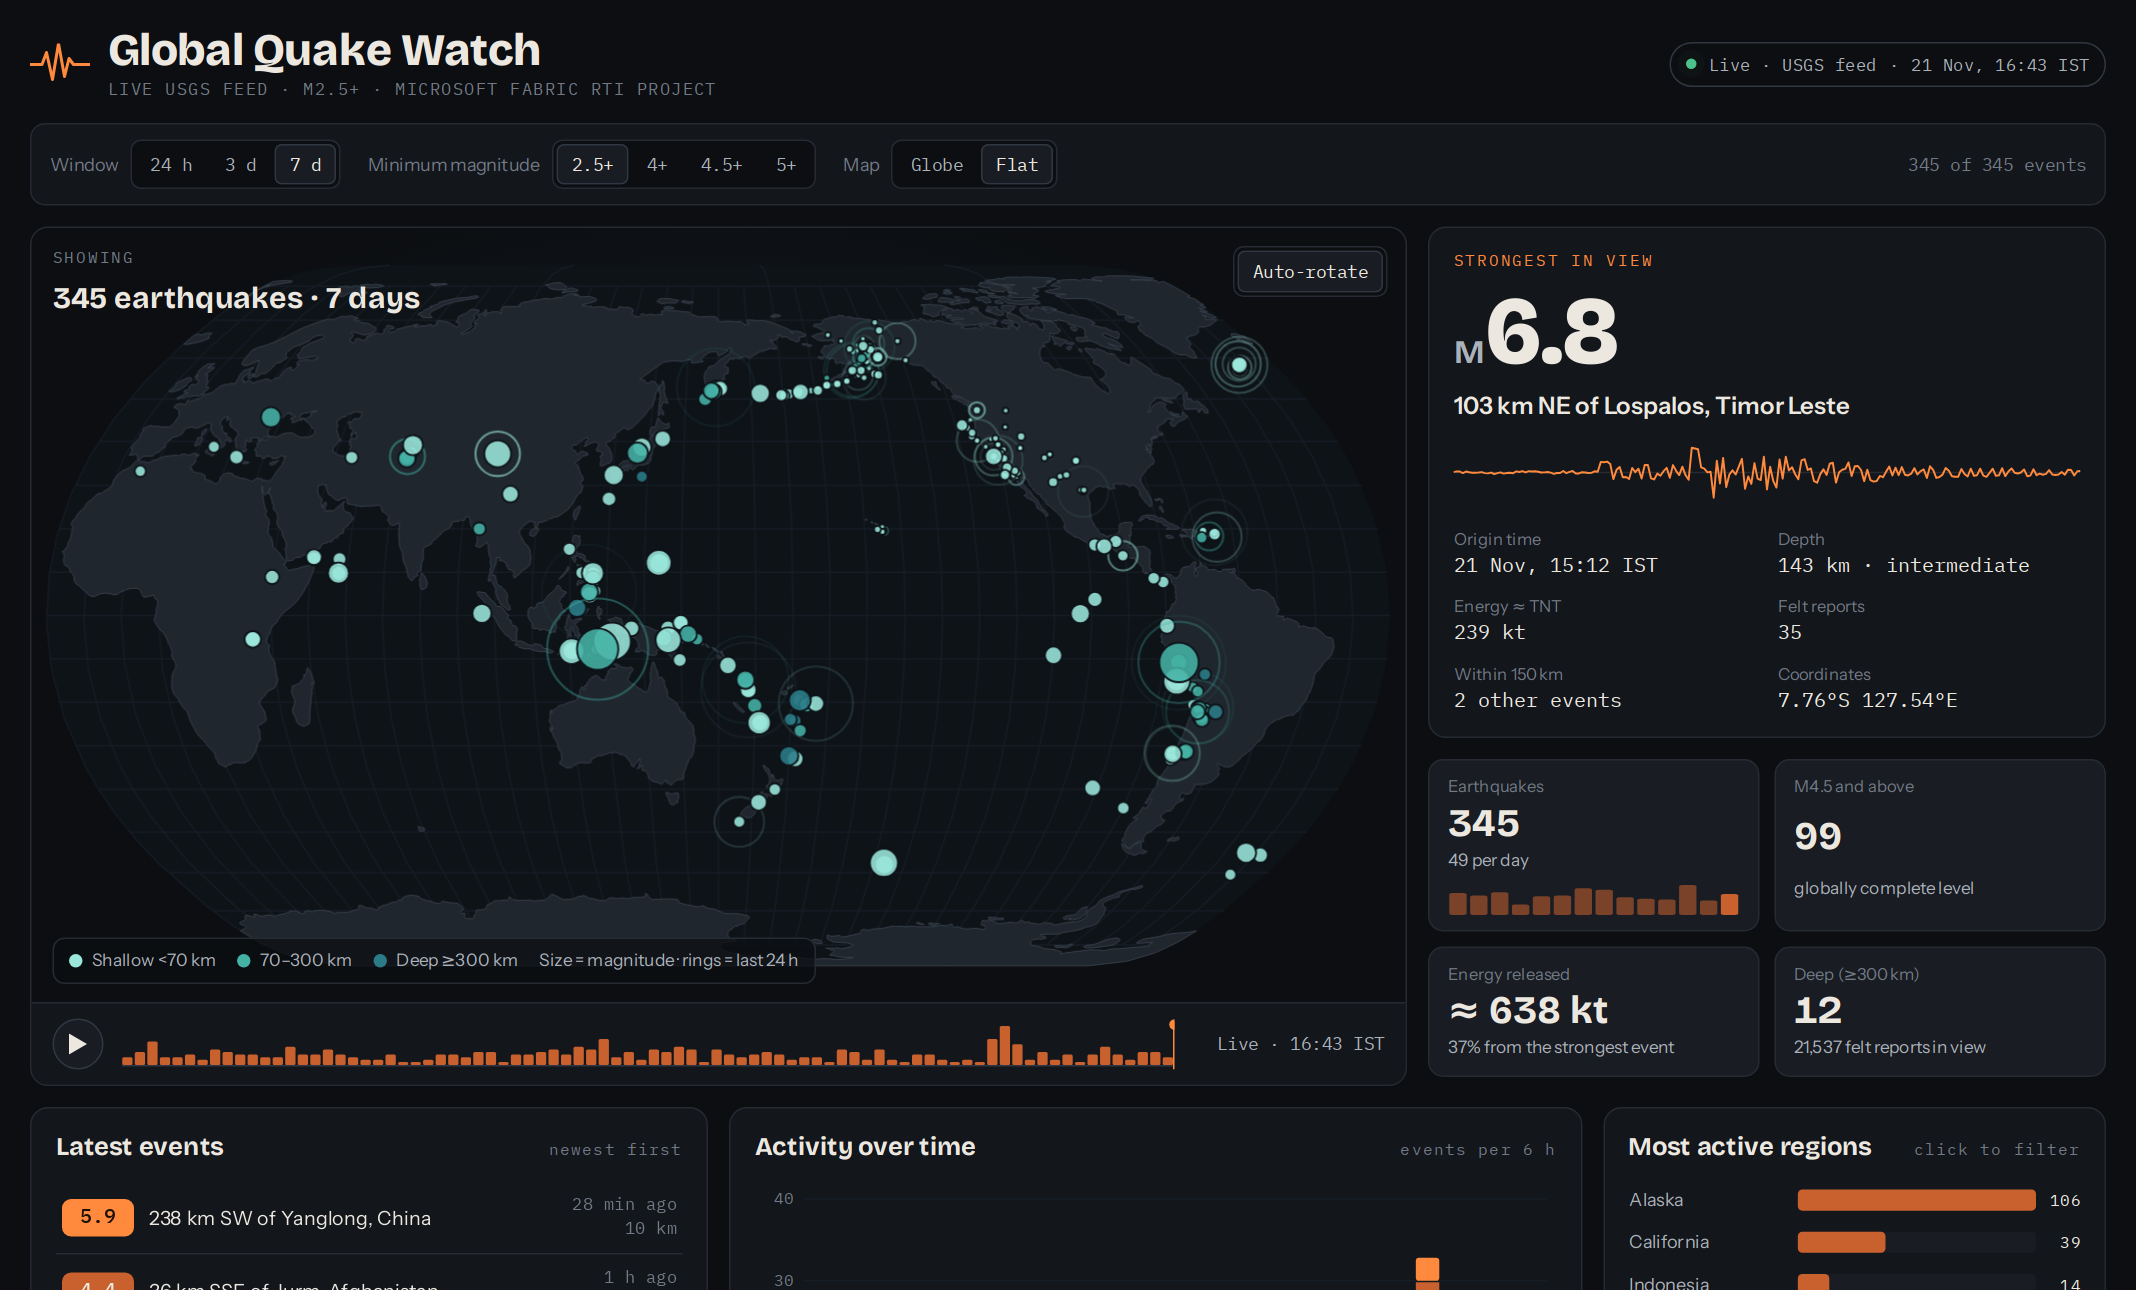 Global Quake Watch
LIVE USGS FEED · M2.5+ · MICROSOFT FABRIC RTI PROJECT
Live · USGS feed · 21 Nov, 16:43 IST
Window 24 h 3 d 7 d Minimum magnitude 2.5+ 4+ 4.5+ 5+ Map Globe Flat 345 of 345 events
SHOWING
345 earthquakes · 7 days
Auto-rotate
Shallow <70 km 70–300 km Deep ≥300 km Size = magnitude · rings = last 24 h
Live · 16:43 IST
STRONGEST IN VIEW
M6.8
103 km NE of Lospalos, Timor Leste
Origin time
21 Nov, 15:12 IST
Depth
143 km · intermediate
Energy ≈ TNT
239 kt
Felt reports
35
Within 150 km
2 other events
Coordinates
7.76°S 127.54°E
Earthquakes
345
49 per day
M4.5 and above
99
globally complete level
Energy released
≈ 638 kt
37% from the strongest event
Deep (≥300 km)
12
21,537 felt reports in view
Latest events newest first
5.9 238 km SW of Yanglong, China
28 min ago
10 km
4.4 36 km SSE of Jurm, Afghanistan
1 h ago
Activity over time events per 6 h
40
30
Most active regions click to filter
Alaska 106
California 39
Indonesia 14